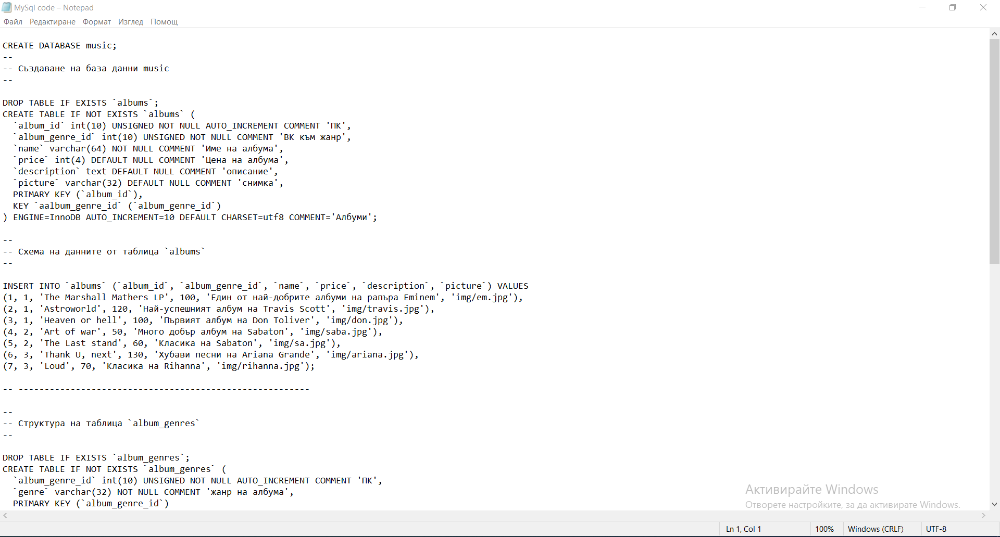 MySql code – Notepad
Файл Редактиране Формат Изглед Помощ
CREATE DATABASE music;
--
-- Създаване на база данни music
--
DROP TABLE IF EXISTS `albums`;
CREATE TABLE IF NOT EXISTS `albums` (
  `album_id` int(10) UNSIGNED NOT NULL AUTO_INCREMENT COMMENT 'ПК',
  `album_genre_id` int(10) UNSIGNED NOT NULL COMMENT 'ВК към жанр',
  `name` varchar(64) NOT NULL COMMENT 'Име на албума',
  `price` int(4) DEFAULT NULL COMMENT 'Цена на албума',
  `description` text DEFAULT NULL COMMENT 'описание',
  `picture` varchar(32) DEFAULT NULL COMMENT 'снимка',
  PRIMARY KEY (`album_id`),
  KEY `aalbum_genre_id` (`album_genre_id`)
) ENGINE=InnoDB AUTO_INCREMENT=10 DEFAULT CHARSET=utf8 COMMENT='Албуми';
--
-- Схема на данните от таблица `albums`
--
INSERT INTO `albums` (`album_id`, `album_genre_id`, `name`, `price`, `description`, `picture`) VALUES
(1, 1, 'The Marshall Mathers LP', 100, 'Един от най-добрите албуми на рапъра Eminem', 'img/em.jpg'),
(2, 1, 'Astroworld', 120, 'Най-успешният албум на Travis Scott', 'img/travis.jpg'),
(3, 1, 'Heaven or hell', 100, 'Първият албум на Don Toliver', 'img/don.jpg'),
(4, 2, 'Art of war', 50, 'Много добър албум на Sabaton', 'img/saba.jpg'),
(5, 2, 'The Last stand', 60, 'Класика на Sabaton', 'img/sa.jpg'),
(6, 3, 'Thank U, next', 130, 'Хубави песни на Ariana Grande', 'img/ariana.jpg'),
(7, 3, 'Loud', 70, 'Класика на Rihanna', 'img/rihanna.jpg');
-- --------------------------------------------------------
--
-- Структура на таблица `album_genres`
--
DROP TABLE IF EXISTS `album_genres`;
CREATE TABLE IF NOT EXISTS `album_genres` (
  `album_genre_id` int(10) UNSIGNED NOT NULL AUTO_INCREMENT COMMENT 'ПК',
  `genre` varchar(32) NOT NULL COMMENT 'жанр на албума',
  PRIMARY KEY (`album_genre_id`)
Активирайте Windows
Отворете настройките, за да активирате Windows.
Ln 1, Col 1 100% Windows (CRLF) UTF-8